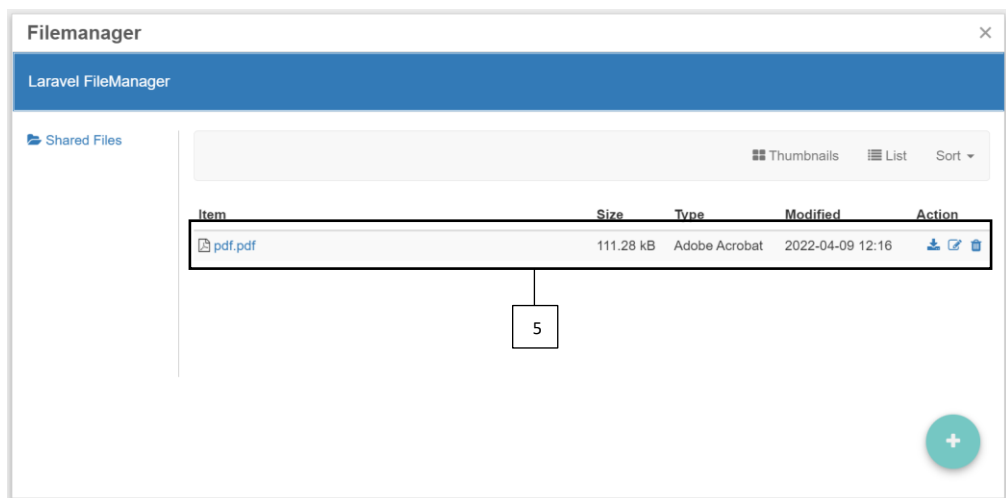 Filemanager
Laravel FileManager
Shared Files
Thumbnails List Sort
Item Size Type Modified Action
pdf.pdf 111.28 kB Adobe Acrobat 2022-04-09 12:16
5